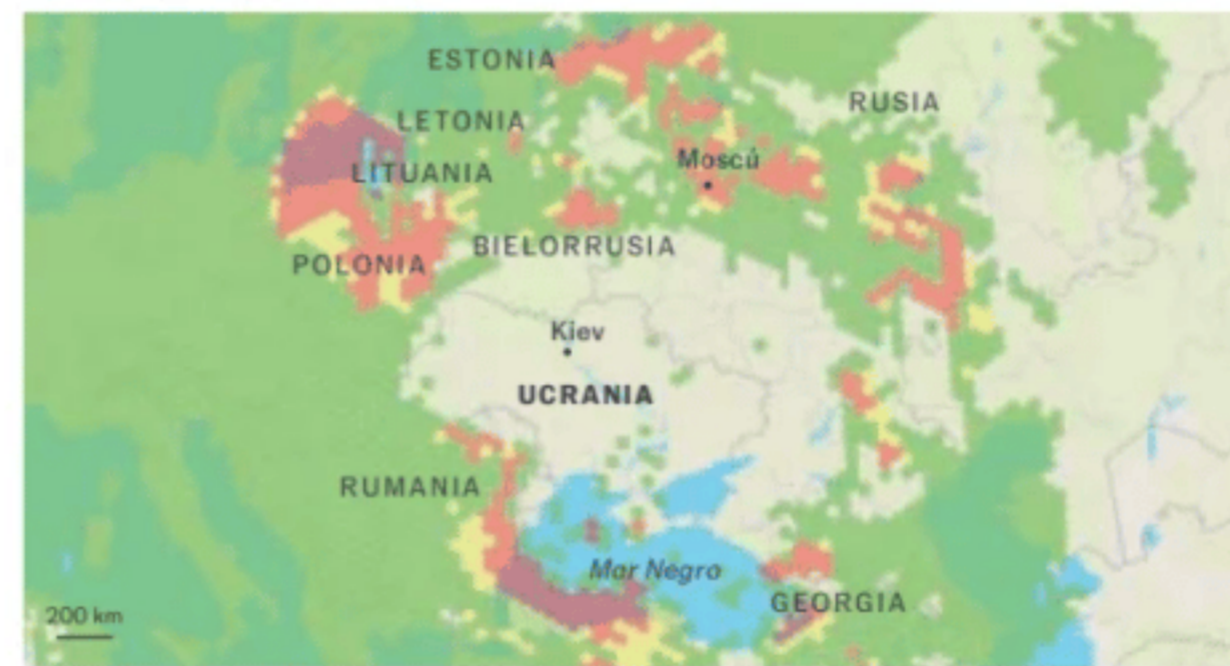 ESTONIA
RUSIA
LETONIA
Moscú
LITUANIA
BIELORRUSIA
POLONIA
Kiev
UCRANIA
RUMANIA
Mar Negro
GEORGIA
200 km